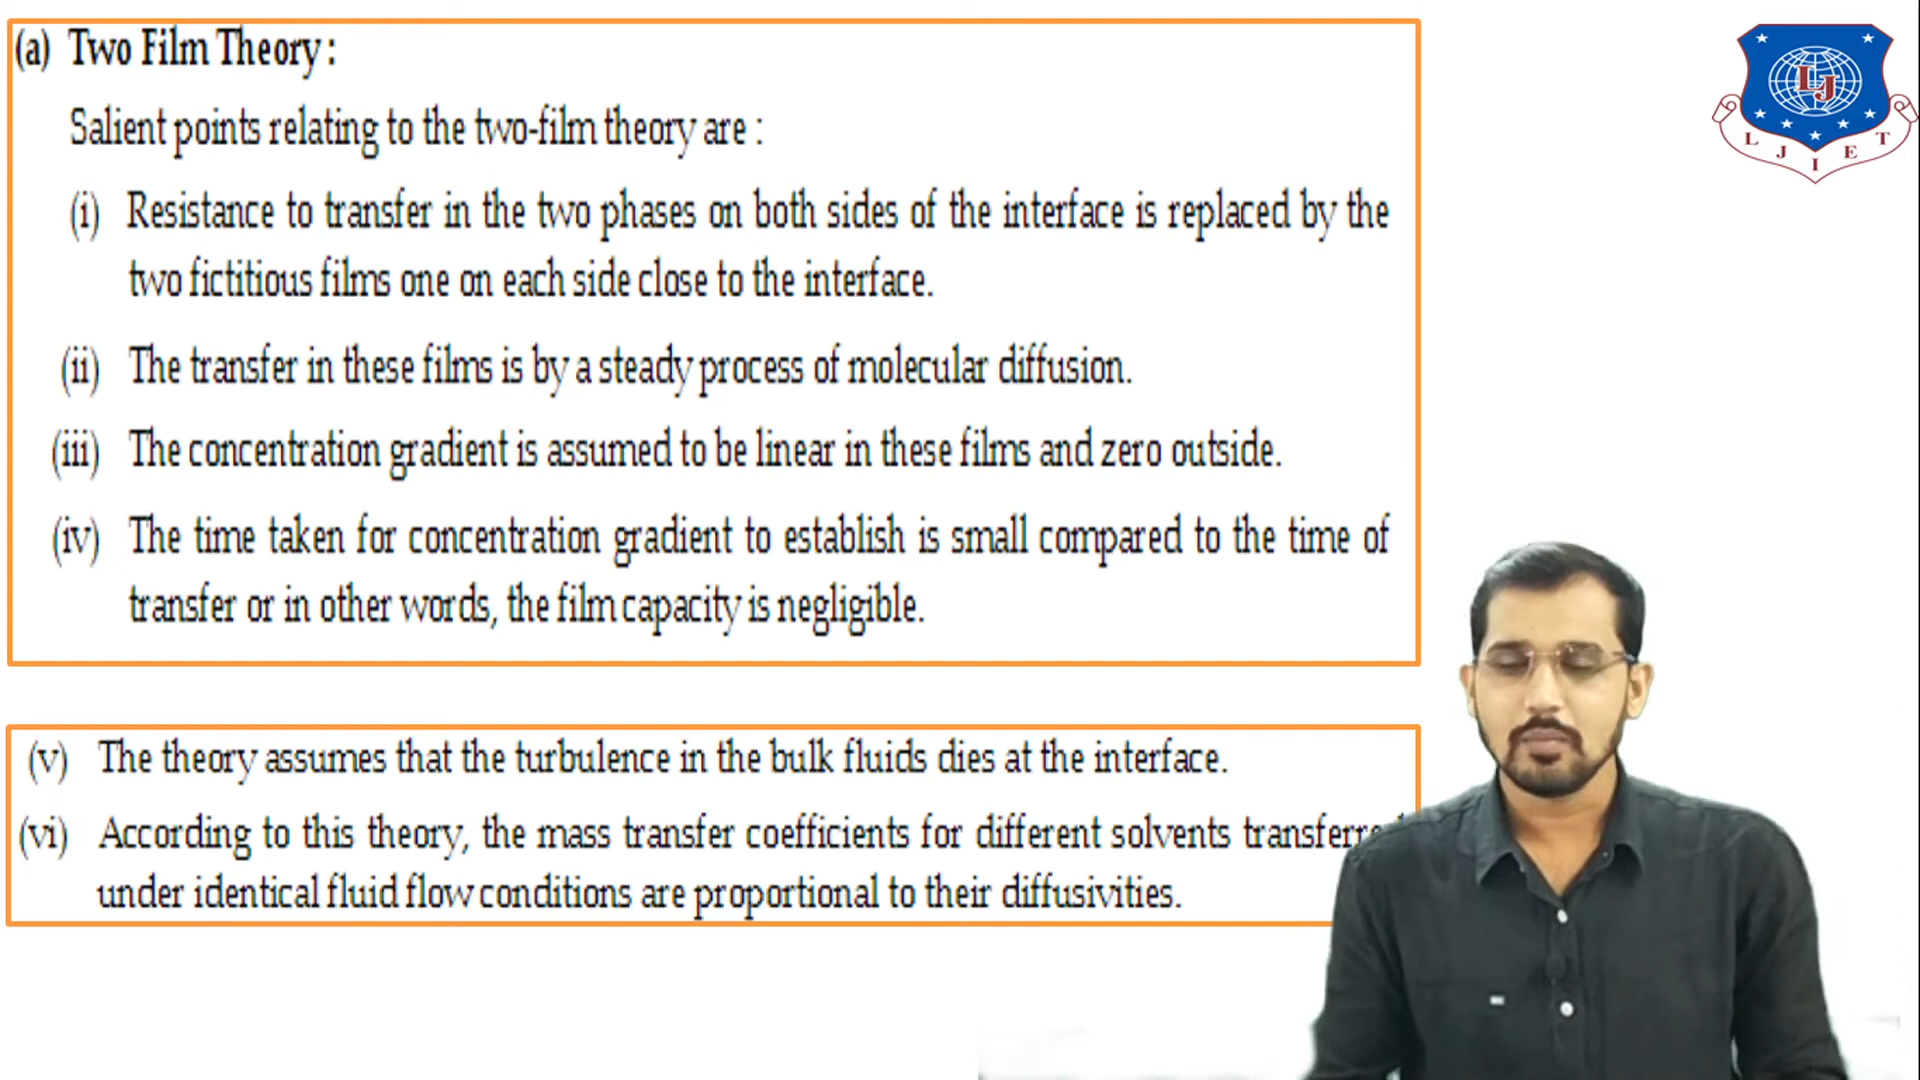 (a) Two Film Theory :
Salient points relating to the two-film theory are :
(i) Resistance to transfer in the two phases on both sides of the interface is replaced by the
two fictitious films one on each side close to the interface.
(ii) The transfer in these films is by a steady process of molecular diffusion.
(iii) The concentration gradient is assumed to be linear in these films and zero outside.
(iv) The time taken for concentration gradient to establish is small compared to the time of
transfer or in other words, the film capacity is negligible.
(v) The theory assumes that the turbulence in the bulk fluids dies at the interface.
(vi) According to this theory, the mass transfer coefficients for different solvents transferred
under identical fluid flow conditions are proportional to their diffusivities.
LJ
L J I E T